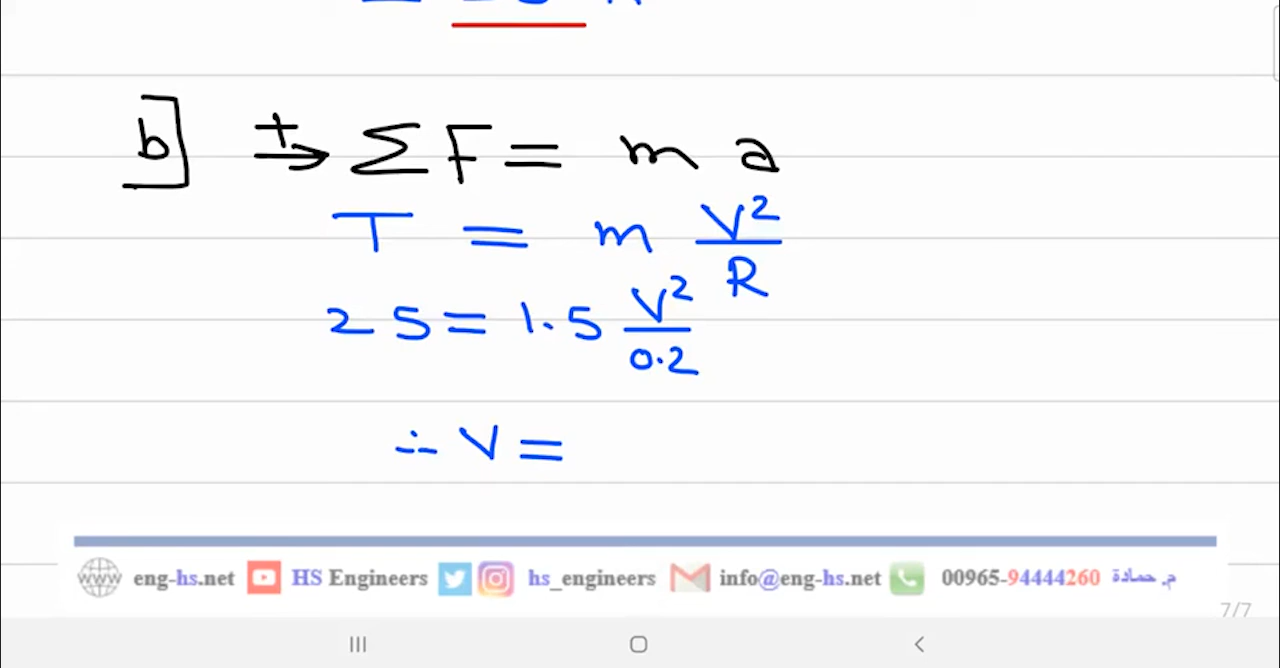 b] +→ ΣF = m a
T = m V²/R
25 = 1.5 V²/0.2
∴ V =
www eng-hs.net HS Engineers hs_engineers info@eng-hs.net 00965-94444260 م. حمادة
7/7